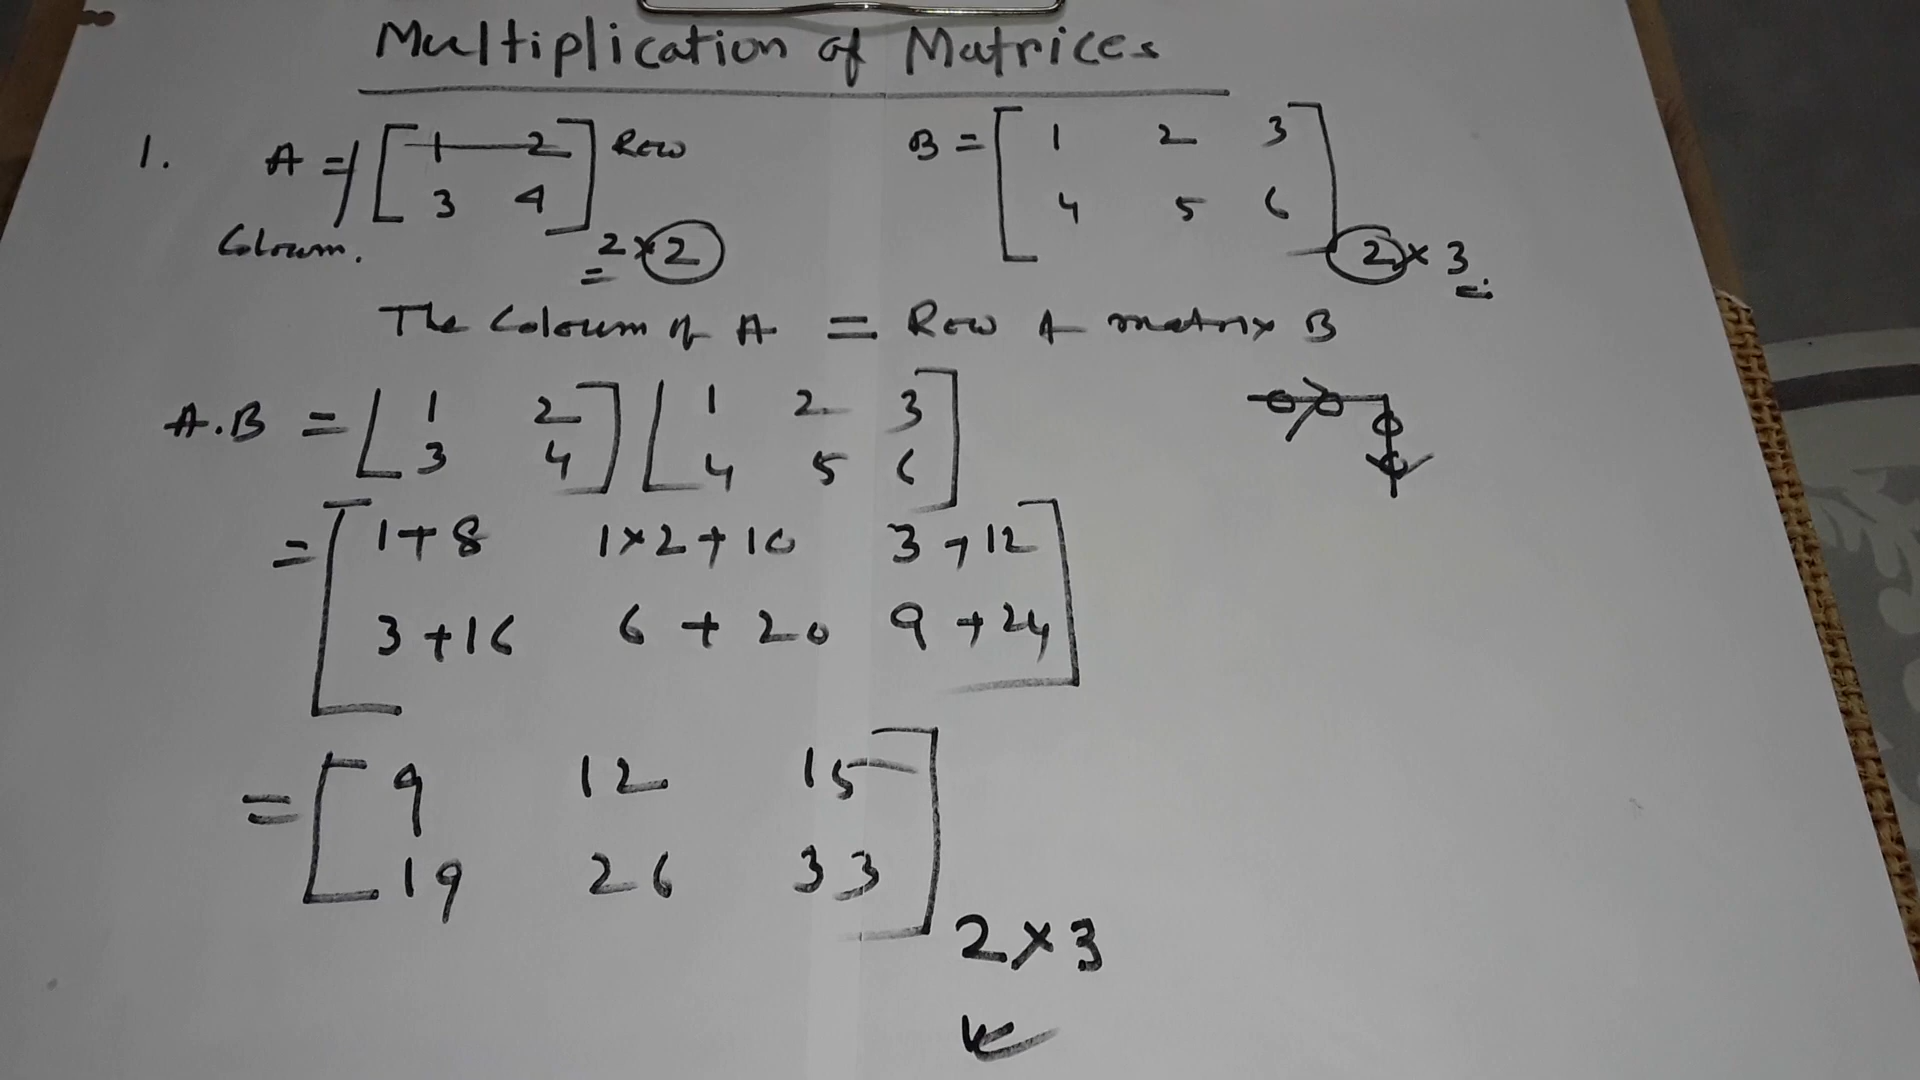 Multiplication of Matrices
1. A = [ 1 2 ] Row B = [ 1 2 3 ]
3 4 4 5 6
Coloum. 2×2 2×3
The Coloum of A = Row of matrix B
A.B = [ 1 2 ] [ 1 2 3 ]
3 4 4 5 6
= [ 1+8 1×2+10 3+12 ]
3+16 6+20 9+24
= [ 9 12 15 ]
19 26 33
2×3